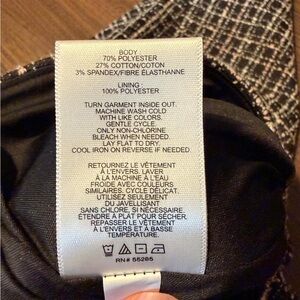 BODY
70% POLYESTER
27% COTTON/COTON
3% SPANDEX/FIBRE ÉLASTHANNE
LINING
100% POLYESTER
TURN GARMENT INSIDE OUT.
MACHINE WASH COLD
WITH LIKE COLORS.
GENTLE CYCLE.
ONLY NON-CHLORINE
BLEACH WHEN NEEDED.
LAY FLAT TO DRY.
COOL IRON ON REVERSE IF NEEDED.
RETOURNEZ LE VÊTEMENT
À L'ENVERS. LAVER
À LA MACHINE À L'EAU
FROIDE AVEC COULEURS
SIMILAIRES. CYCLE DÉLICAT.
UTILISEZ SEULEMENT
DU JAVELLISANT
SANS CHLORE, SI NÉCESSAIRE.
ÉTENDRE À PLAT POUR SÉCHER.
REPASSER LE VÊTEMENT
À L'ENVERS ET À BASSE
TEMPÉRATURE.
RN# 55285